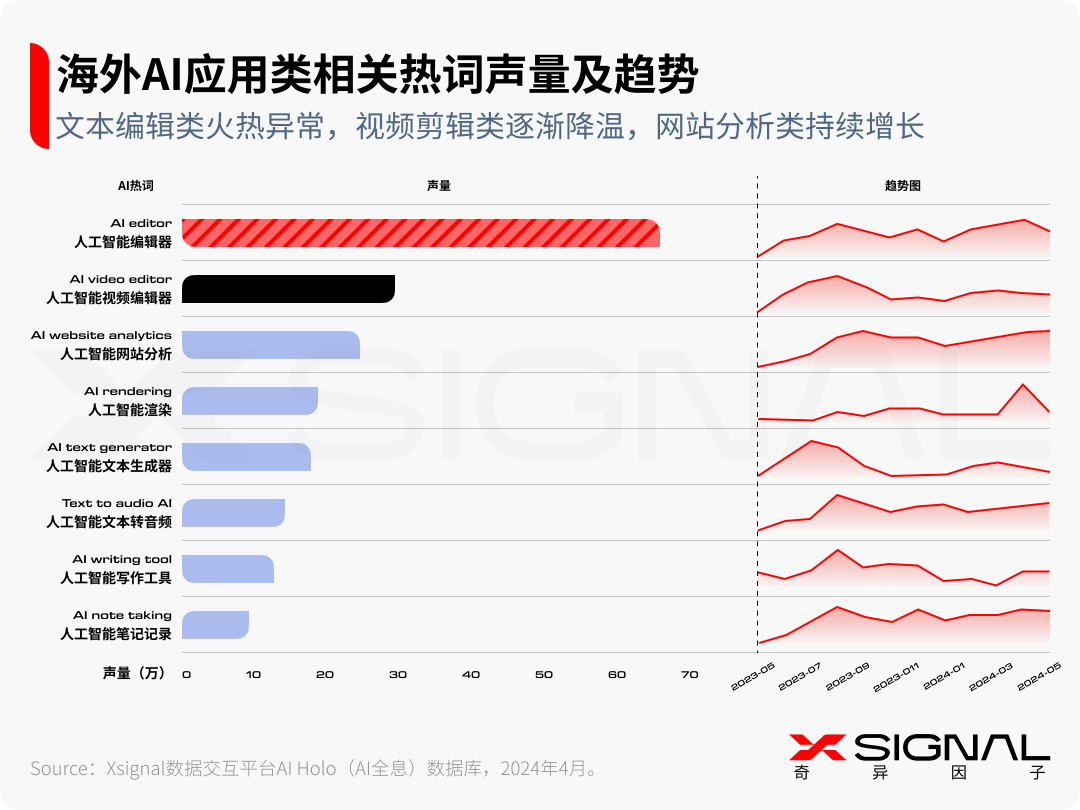 海外AI应用类相关热词声量及趋势
文本编辑类火热异常，视频剪辑类逐渐降温，网站分析类持续增长
AI热词 声量 趋势图
AI editor
人工智能编辑器
AI video editor
人工智能视频编辑器
AI website analytics
人工智能网站分析
AI rendering
人工智能渲染
AI text generator
人工智能文本生成器
Text to audio AI
人工智能文本转音频
AI writing tool
人工智能写作工具
AI note taking
人工智能笔记记录
声量（万） 0 10 20 30 40 50 60 70
2023-05 2023-07 2023-09 2023-011 2024-01 2024-03 2024-05
XSIGNAL
XSIGNAL
奇异因子
Source：Xsignal数据交互平台AI Holo（AI全息）数据库，2024年4月。